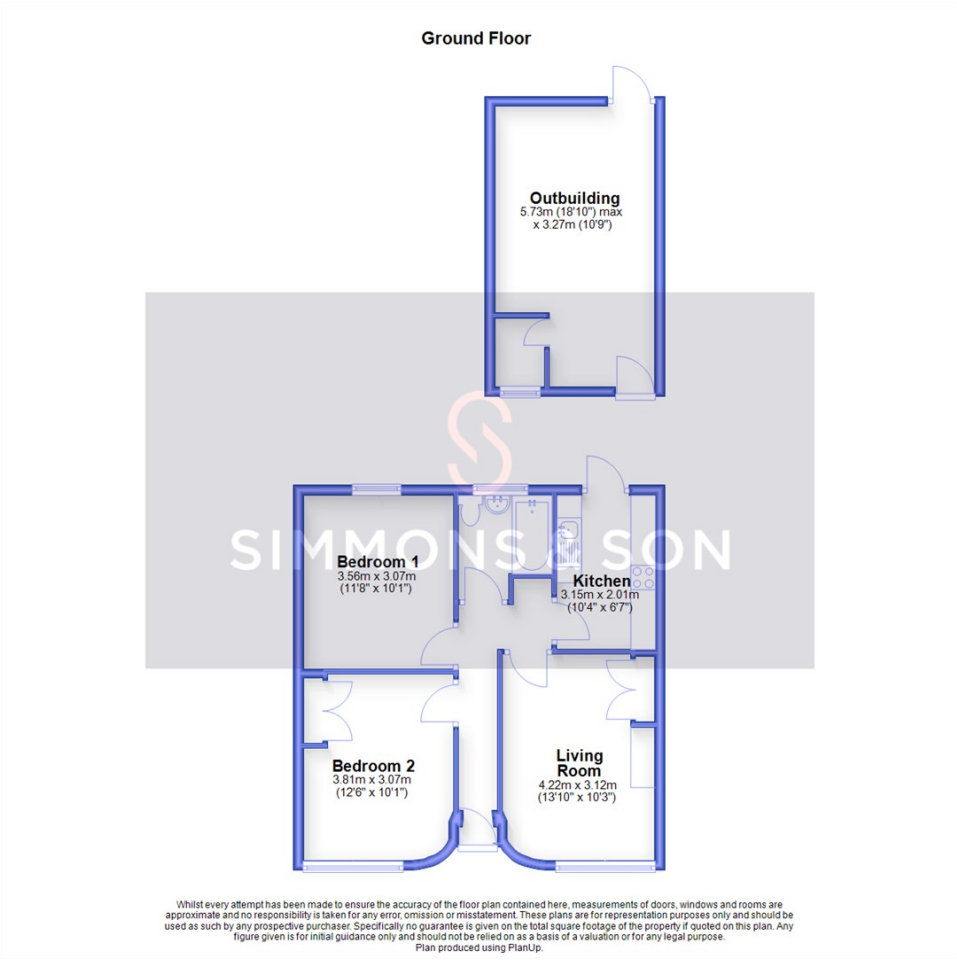 Ground Floor
Outbuilding
5.73m (18'10") max
x 3.27m (10'9")
SIMMONS & SON
Bedroom 1
3.56m x 3.07m
(11'8" x 10'1")
Kitchen
3.15m x 2.01m
(10'4" x 6'7")
Bedroom 2
3.81m x 3.07m
(12'6" x 10'1")
Living
Room
4.22m x 3.12m
(13'10" x 10'3")
Whilst every attempt has been made to ensure the accuracy of the floor plan contained here, measurements of doors, windows and rooms are
approximate and no responsibility is taken for any error, omission or misstatement. These plans are for representation purposes only and should be
used as such by any prospective purchaser. Specifically no guarantee is given on the total square footage of the property if quoted on this plan. Any
figure given is for initial guidance only and should not be relied on as a basis of a valuation or for any legal purpose.
Plan produced using PlanUp.